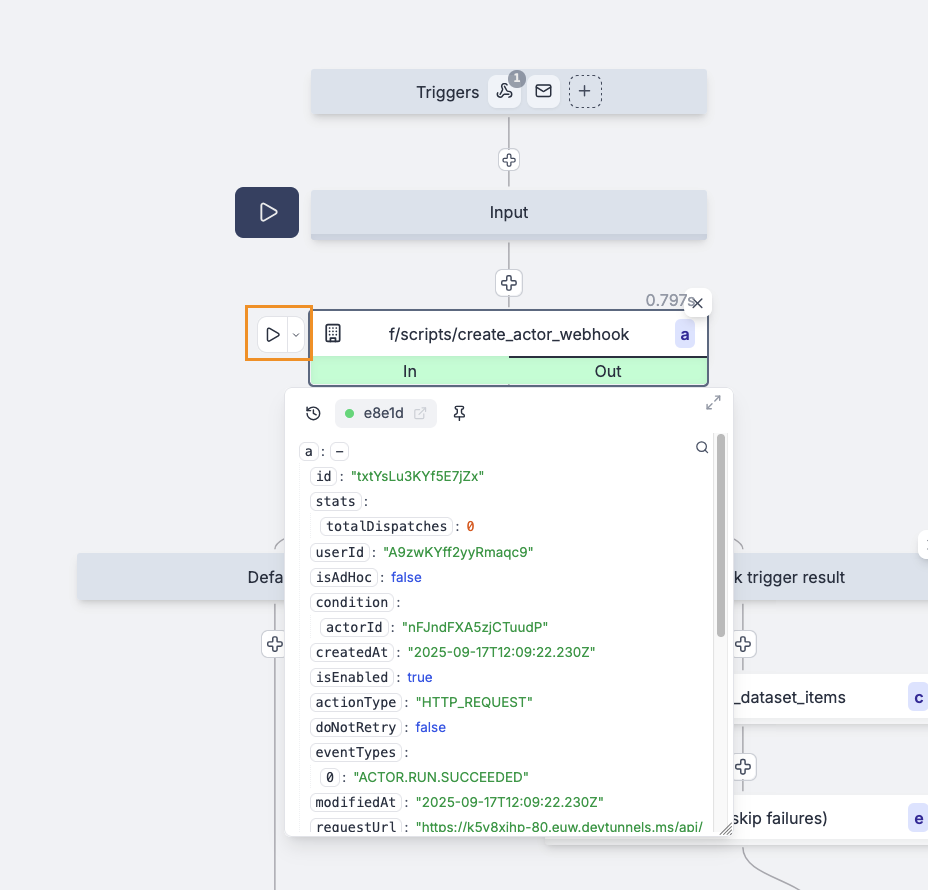 Triggers
1
Input
0.797s
f/scripts/create_actor_webhook
a
In
Out
e8e1d
a : –
id : "txtYsLu3KYf5E7jZx"
stats :
totalDispatches : 0
userId : "A9zwKYff2yyRmaqc9"
isAdHoc : false
condition :
actorId : "nFJndFXA5zjCTuudP"
createdAt : "2025-09-17T12:09:22.230Z"
isEnabled : true
actionType : "HTTP_REQUEST"
doNotRetry : false
eventTypes :
0 : "ACTOR.RUN.SUCCEEDED"
modifiedAt : "2025-09-17T12:09:22.230Z"
requestUrl : "https://k5v8xjhp-80.euw.devtunnels.ms/api/
Defa
k trigger result
_dataset_items
c
skip failures)
e